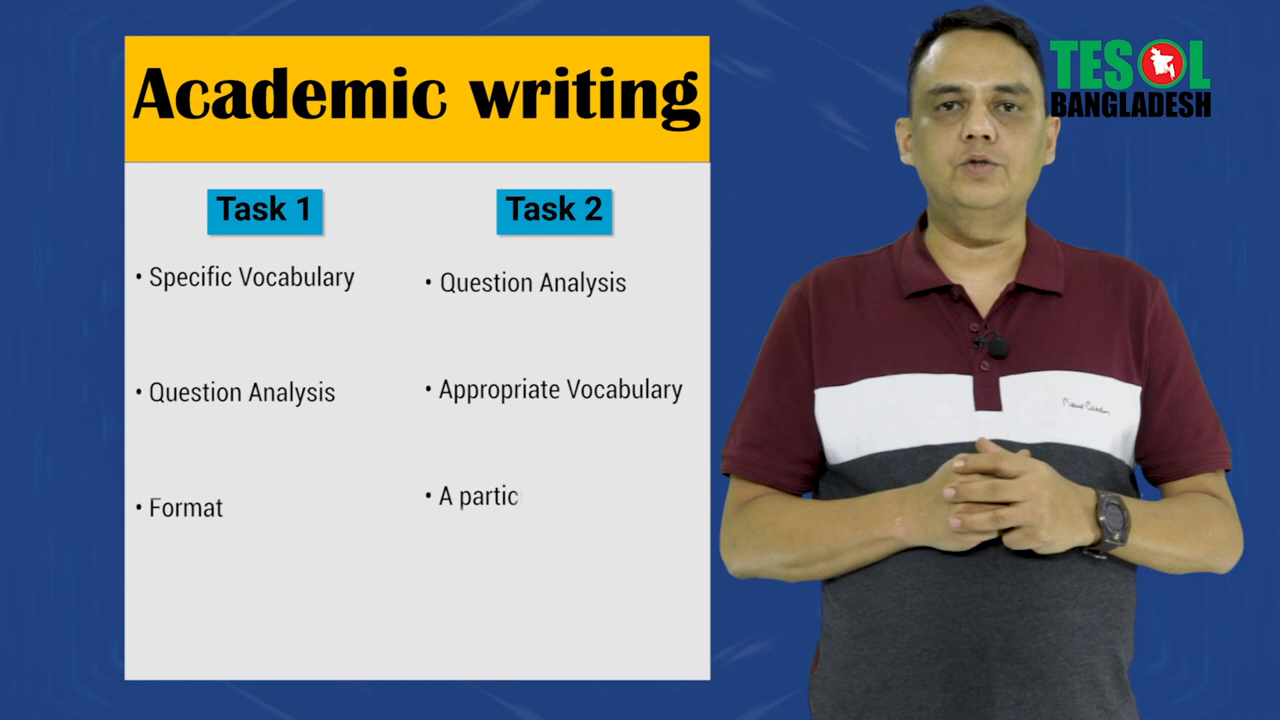 Academic writing
Task 1
Task 2
• Specific Vocabulary
• Question Analysis
• Question Analysis
• Appropriate Vocabulary
• Format
• A partic
TESOL
BANGLADESH